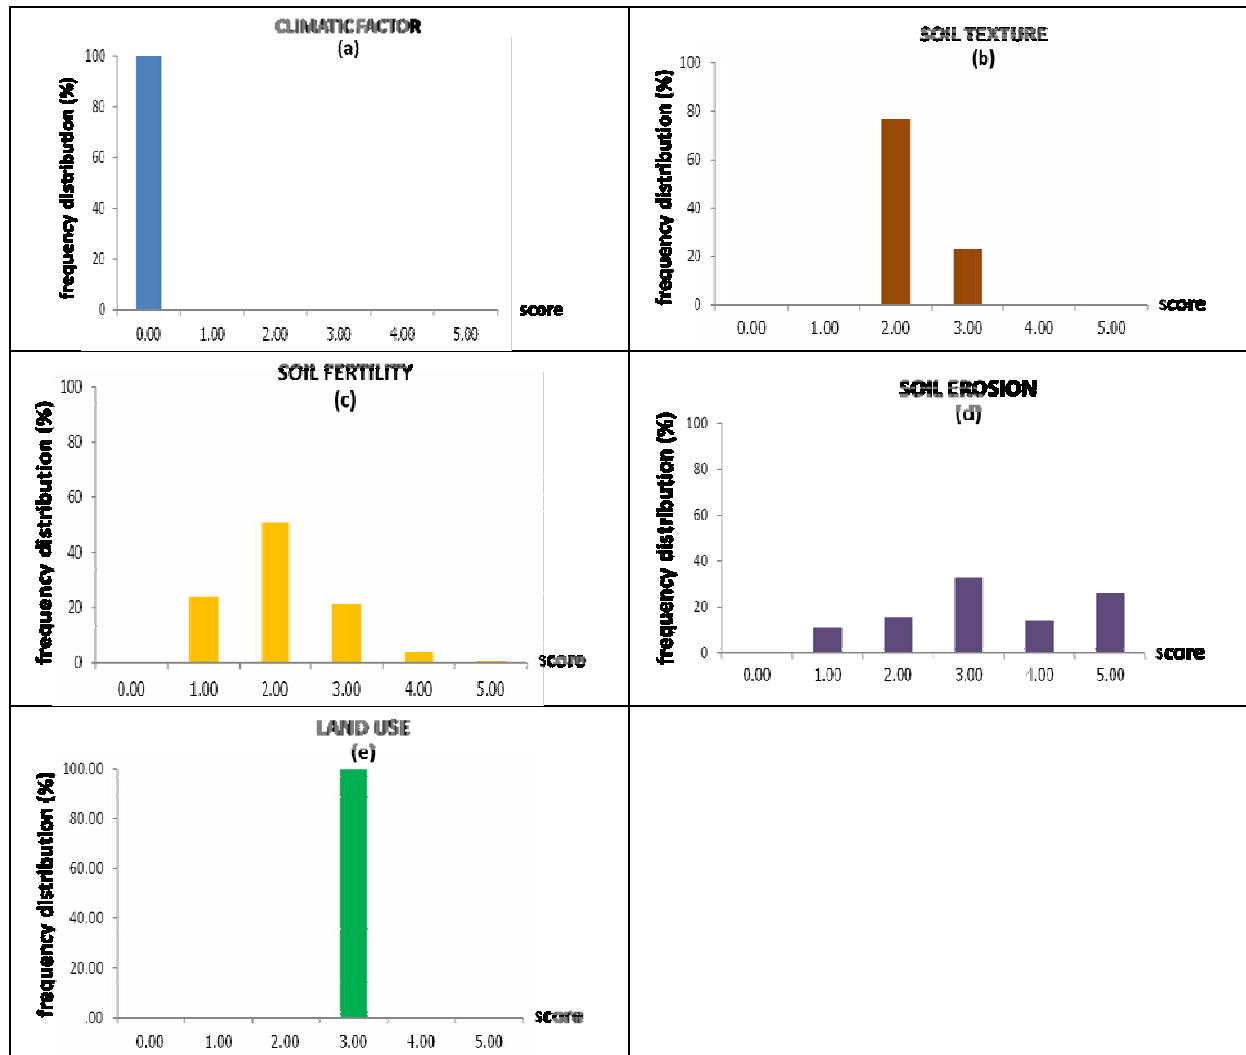 CLIMATIC FACTOR
(a)
frequency distribution (%)
100
80
60
40
20
0
0.00 1.00 2.00 3.00 4.00 5.00
score
SOIL TEXTURE
(b)
frequency distribution (%)
100
80
60
40
20
0
0.00 1.00 2.00 3.00 4.00 5.00
score
SOIL FERTILITY
(c)
frequency distribution (%)
100
80
60
40
20
0
0.00 1.00 2.00 3.00 4.00 5.00
score
SOIL EROSION
(d)
frequency distribution (%)
100
80
60
40
20
0
0.00 1.00 2.00 3.00 4.00 5.00
score
LAND USE
(e)
frequency distribution (%)
100.00
80.00
60.00
40.00
20.00
.00
0.00 1.00 2.00 3.00 4.00 5.00
score